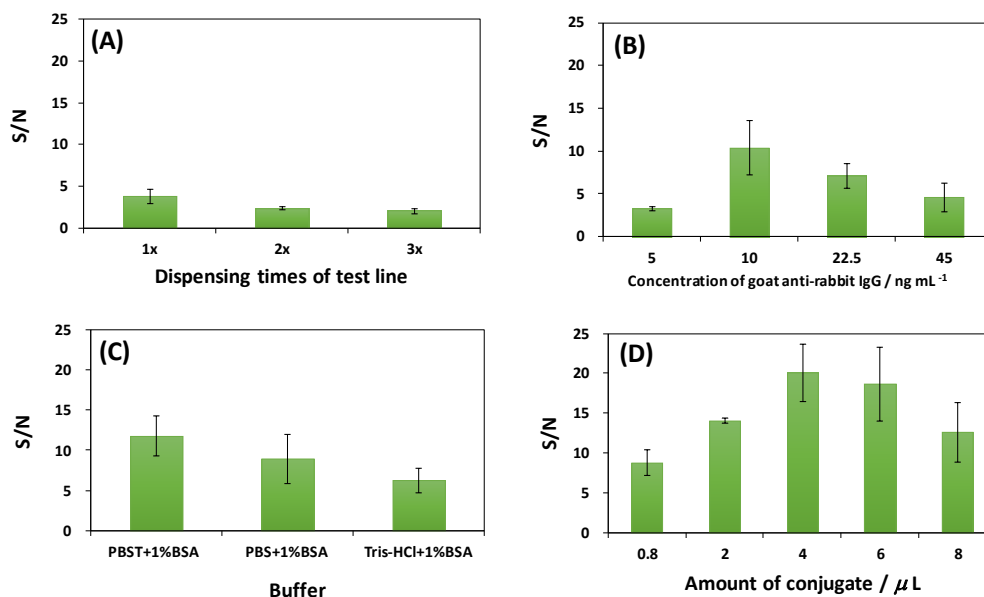 (A)
25
20
15
10
5
0
S/N
1x 2x 3x
Dispensing times of test line
(B)
25
20
15
10
5
0
S/N
5 10 22.5 45
Concentration of goat anti-rabbit IgG / ng mL⁻¹
(C)
25
20
15
10
5
0
S/N
PBST+1%BSA PBS+1%BSA Tris-HCl+1%BSA
Buffer
(D)
25
20
15
10
5
0
S/N
0.8 2 4 6 8
Amount of conjugate / μL